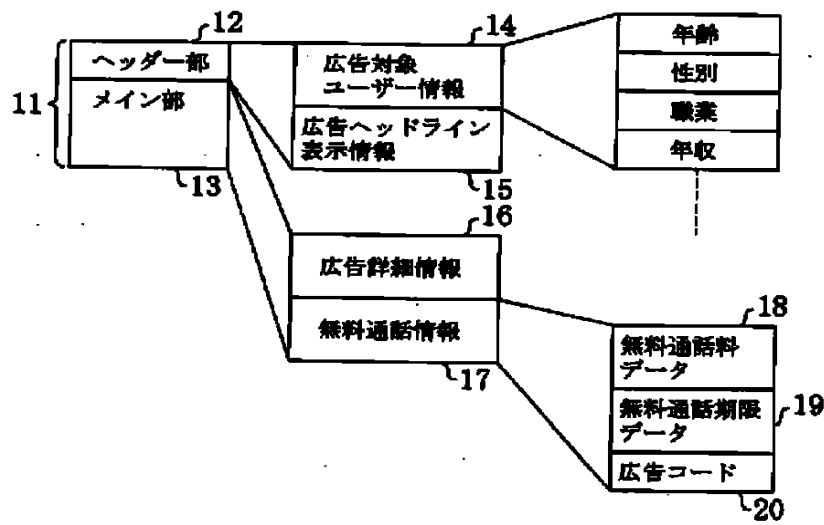 12
14
11
ヘッダー部
メイン部
13
広告対象
ユーザー情報
広告ヘッドライン
表示情報
15
年齢
性別
職業
年収
16
広告詳細情報
無料通話情報
17
18
無料通話料
データ
無料通話期限
データ
19
広告コード
20